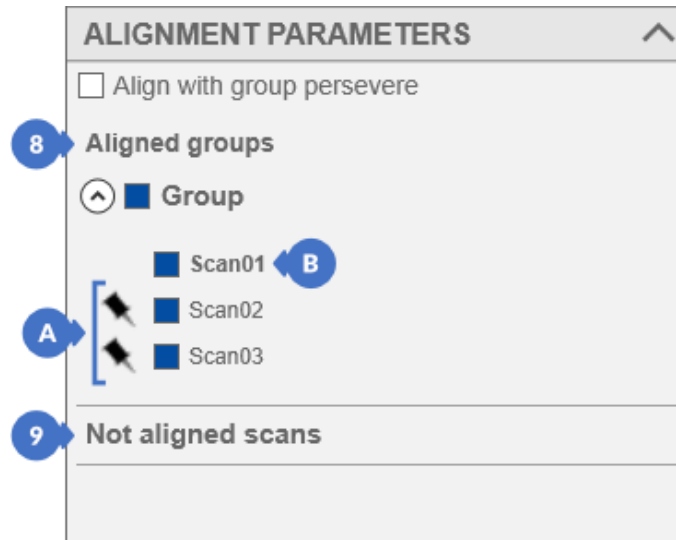 ALIGNMENT PARAMETERS
Align with group persevere
8 Aligned groups
Group
Scan01 B
A Scan02
Scan03
9 Not aligned scans